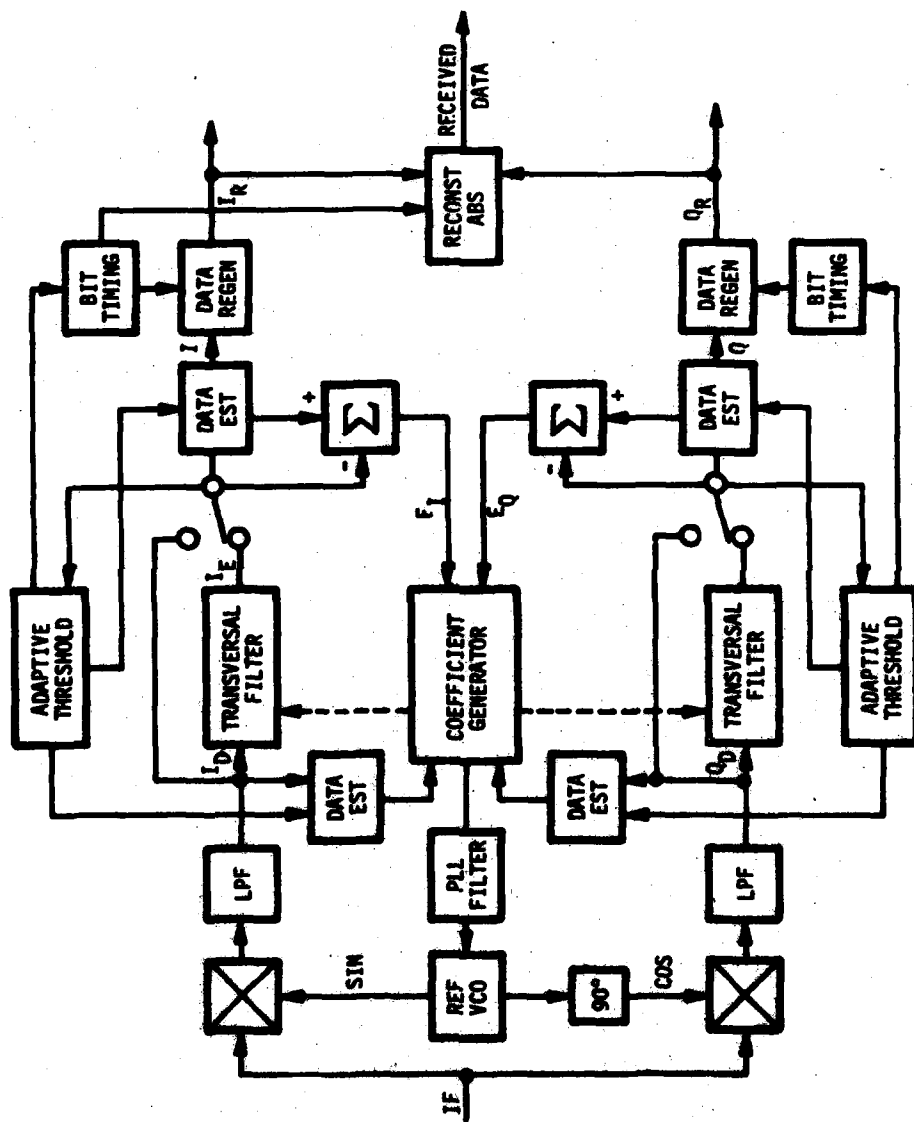 ADAPTIVE
THRESHOLD
BIT
TIMING
I_D
TRANSVERSAL
FILTER
I_E
DATA
EST
I
DATA
REGEN
I_R
LPF
DATA
EST
+
-
Σ
SIN
REF
VCO
PLL
FILTER
COEFFICIENT
GENERATOR
E_I
E_Q
RECONST
ABS
RECEIVED
DATA
IF
90°
COS
DATA
EST
-
+
Σ
LPF
Q_D
TRANSVERSAL
FILTER
DATA
EST
Q
DATA
REGEN
Q_R
ADAPTIVE
THRESHOLD
BIT
TIMING